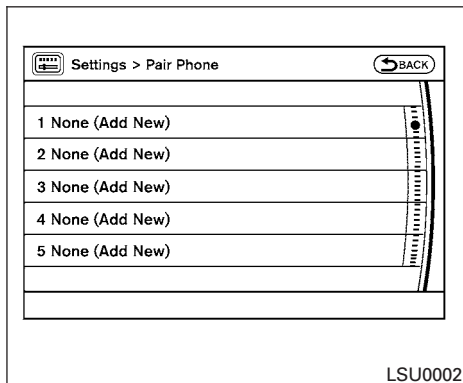 Settings > Pair Phone
BACK
1 None (Add New)
2 None (Add New)
3 None (Add New)
4 None (Add New)
5 None (Add New)
LSU0002